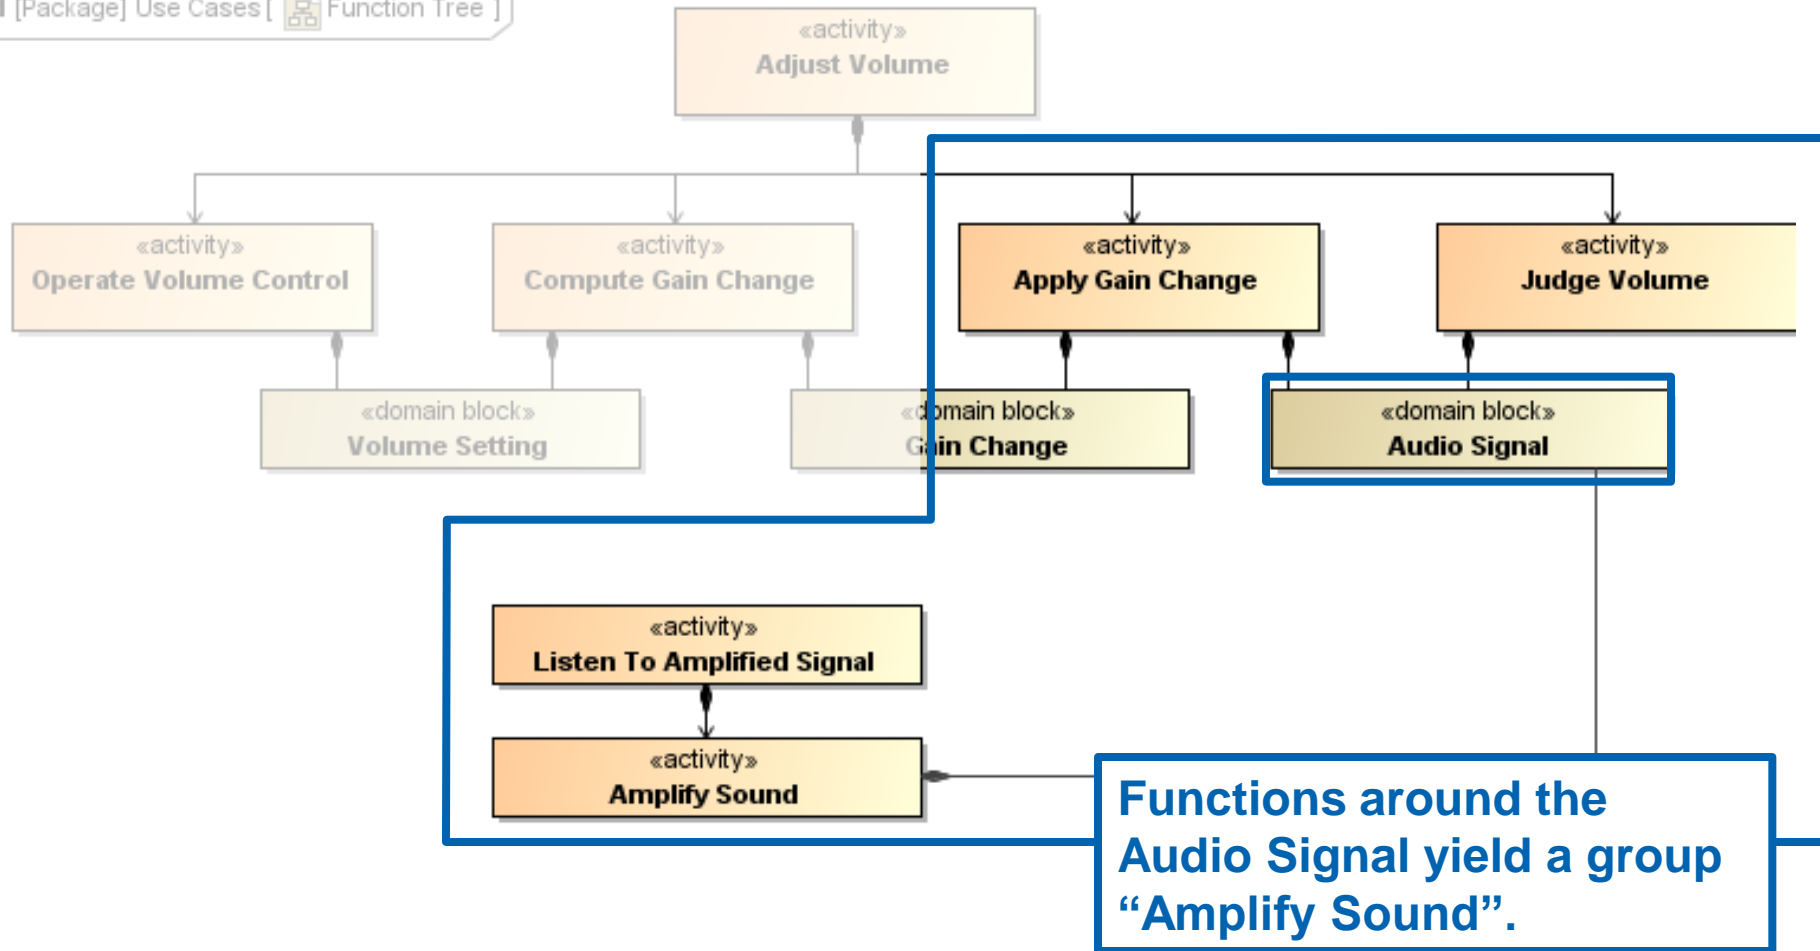 [Package] Use Cases [ Function Tree ]
«activity»
Adjust Volume
«activity»
Operate Volume Control
«activity»
Compute Gain Change
«activity»
Apply Gain Change
«activity»
Judge Volume
«domain block»
Volume Setting
«domain block»
Gain Change
«domain block»
Audio Signal
«activity»
Listen To Amplified Signal
«activity»
Amplify Sound
Functions around the
Audio Signal yield a group
“Amplify Sound”.